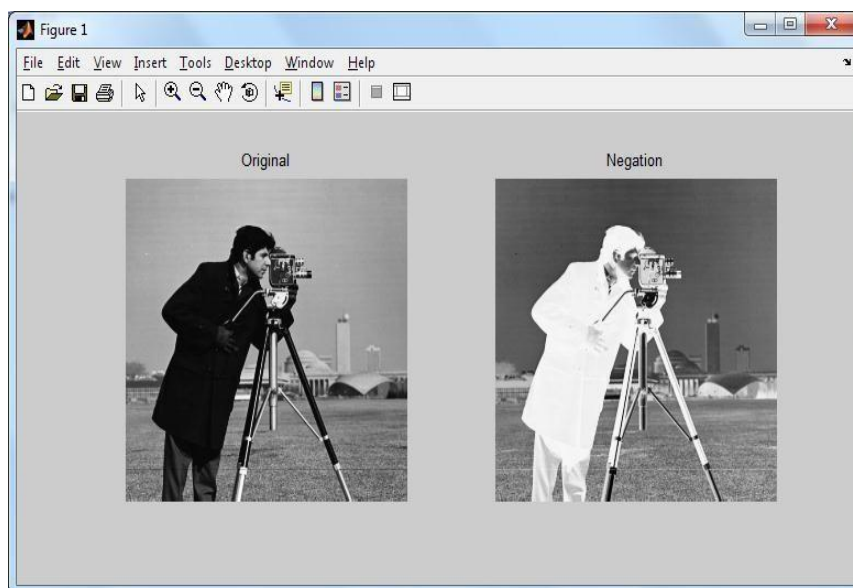 Figure 1
File Edit View Insert Tools Desktop Window Help
Original
Negation